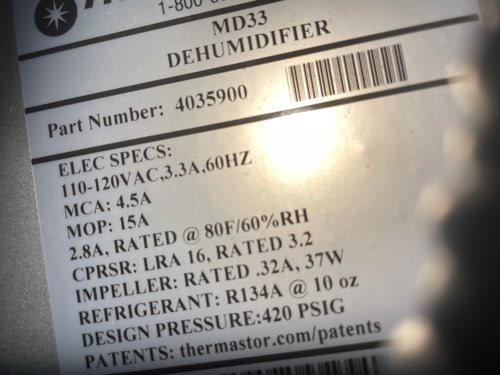 1-800
MD33
DEHUMIDIFIER
Part Number: 4035900
ELEC SPECS:
110-120VAC,3.3A,60HZ
MCA: 4.5A
MOP: 15A
2.8A, RATED @ 80F/60%RH
CPRSR: LRA 16, RATED 3.2
IMPELLER: RATED .32A, 37W
REFRIGERANT: R134A @ 10 oz
DESIGN PRESSURE:420 PSIG
PATENTS: thermastor.com/patents